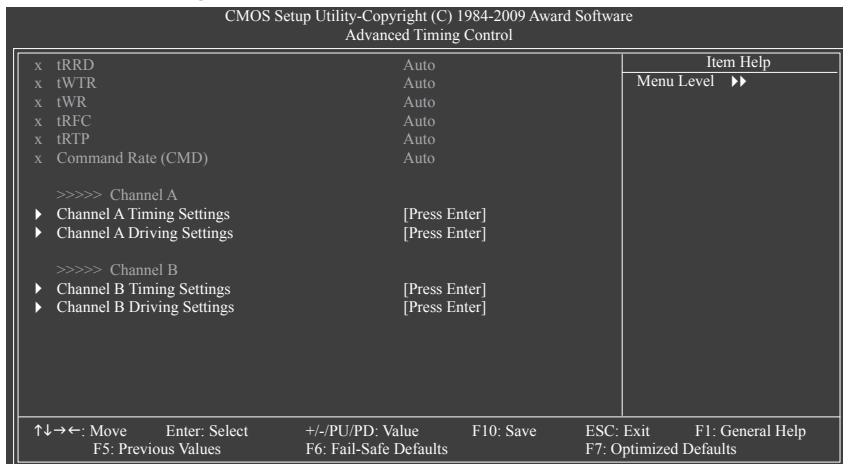 CMOS Setup Utility-Copyright (C) 1984-2009 Award Software
Advanced Timing Control
x tRRD Auto
x tWTR Auto
x tWR Auto
x tRFC Auto
x tRTP Auto
x Command Rate (CMD) Auto
>>>>> Channel A
Channel A Timing Settings [Press Enter]
Channel A Driving Settings [Press Enter]
>>>>> Channel B
Channel B Timing Settings [Press Enter]
Channel B Driving Settings [Press Enter]
Item Help
Menu Level
↑↓→←: Move Enter: Select +/-/PU/PD: Value F10: Save ESC: Exit F1: General Help
F5: Previous Values F6: Fail-Safe Defaults F7: Optimized Defaults